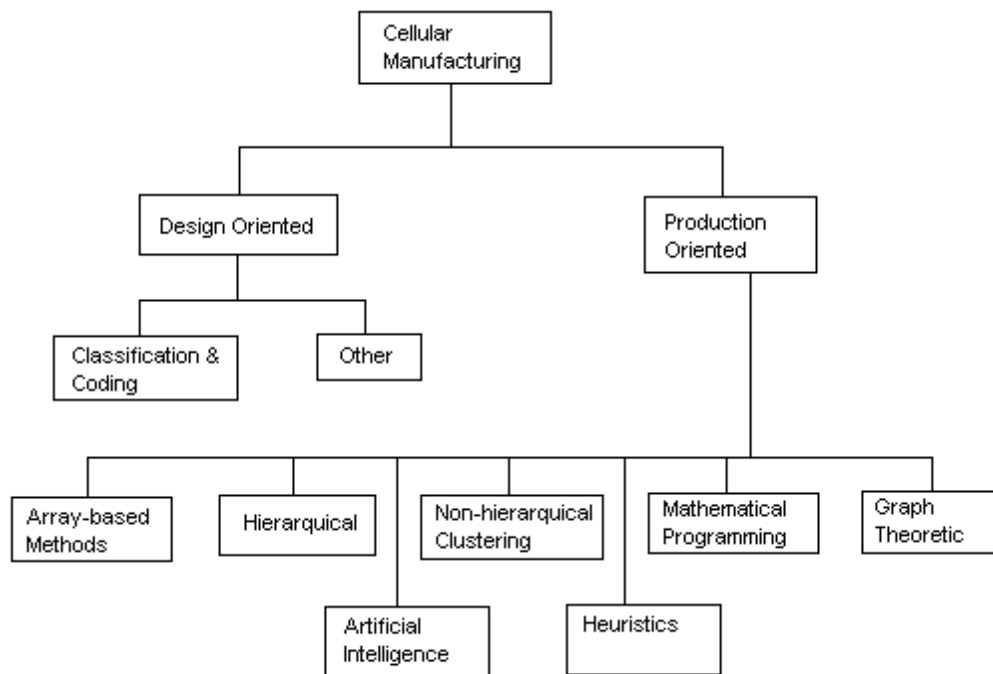 Cellular
Manufacturing
Design Oriented
Production
Oriented
Classification &
Coding
Other
Array-based
Methods
Hierarquical
Non-hierarquical
Clustering
Mathematical
Programming
Graph
Theoretic
Artificial
Intelligence
Heuristics